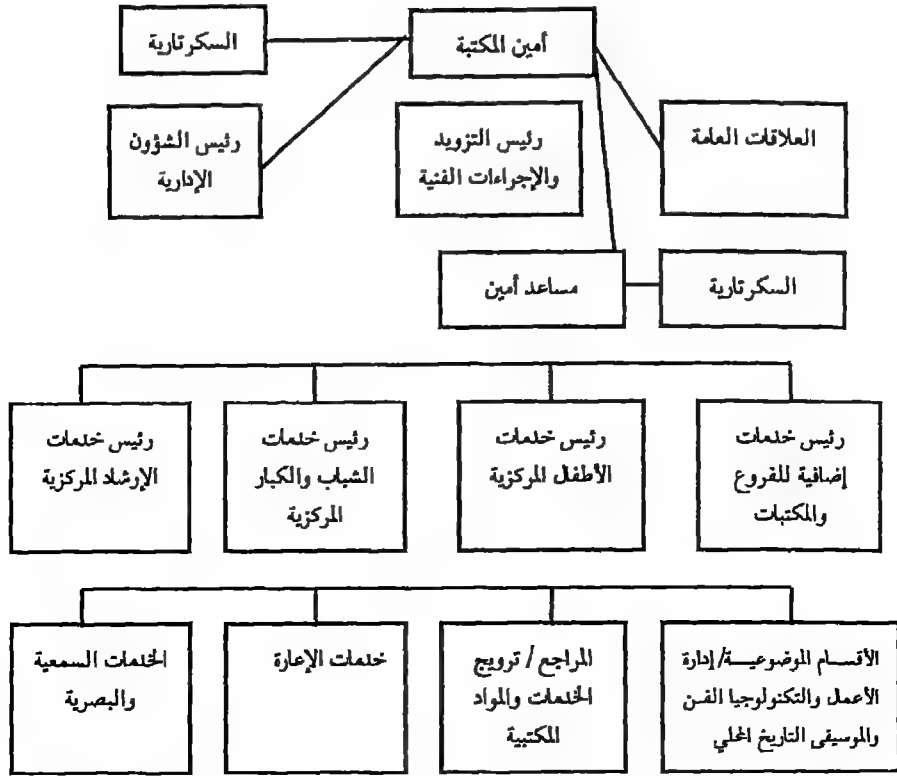 أمين المكتبة
السكرتارية
العلاقات العامة
رئيس التزويد
والإجراءات الفنية
رئيس الشؤون
الإدارية
السكرتارية
مساعد أمين
رئيس خدمات
إضافية للفروع
والمكتبات
رئيس خدمات
الأطفال المركزية
رئيس خدمات
الشباب والكبار
المركزية
رئيس خدمات
الإرشاد المركزية
الأقسام الموضوعية/ إدارة
الأعمال والتكنولوجيا الفن
والموسيقى التاريخ المحلي
المراجع / ترويج
الخدمات والمواد
المكتبية
خدمات الإعارة
الخدمات السمعية
والبصرية